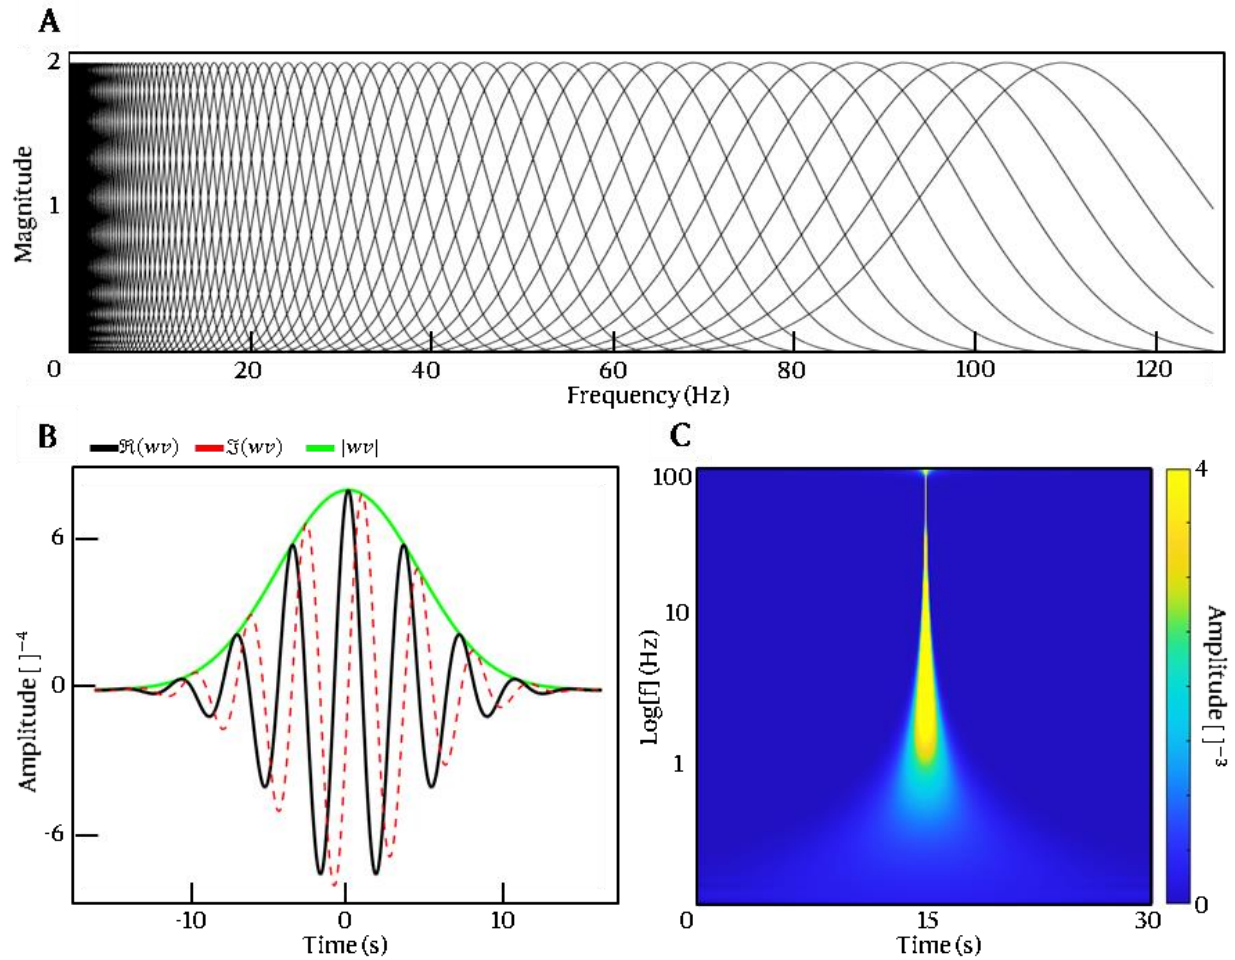 A
2
1
0
Magnitude
20 40 60 80 100 120
Frequency (Hz)
B
ℜ(wv) ℑ(wv) |wv|
6
0
-6
Amplitude [ ]⁻⁴
-10 0 10
Time (s)
C
100
10
1
0
Log[f] (Hz)
15 30
Time (s)
4
0
Amplitude [ ]⁻³